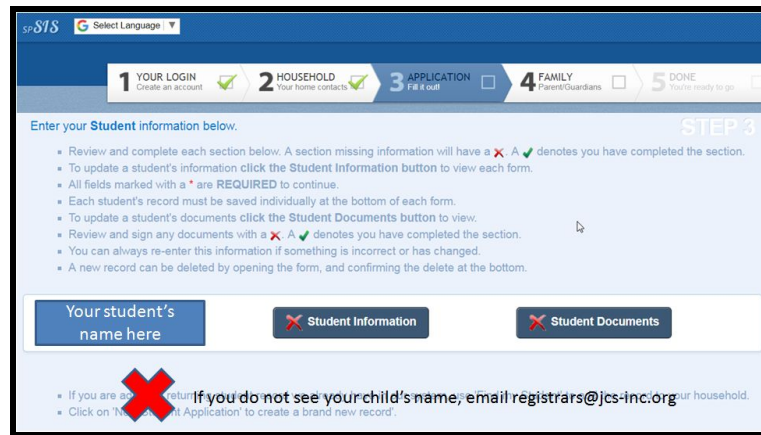 SPSIS Select Language ▼
1 YOUR LOGIN
Create an account
2 HOUSEHOLD
Your home contacts
3 APPLICATION
Fill it out!
4 FAMILY
Parent/Guardians
5 DONE
You're ready to go
Enter your Student information below.
STEP 3
Review and complete each section below. A section missing information will have a ✗. A ✓ denotes you have completed the section.
To update a student's information click the Student Information button to view each form.
All fields marked with a * are REQUIRED to continue.
Each student's record must be saved individually at the bottom of each form.
To update a student's documents click the Student Documents button to view.
Review and sign any documents with a ✗. A ✓ denotes you have completed the section.
You can always re-enter this information if something is incorrect or has changed.
A new record can be deleted by opening the form, and confirming the delete at the bottom.
Your student's
name here
Student Information
Student Documents
If you are household.
If you do not see your child's name, email registrars@jcs-inc.org
Click on Application' to create a brand new record'.